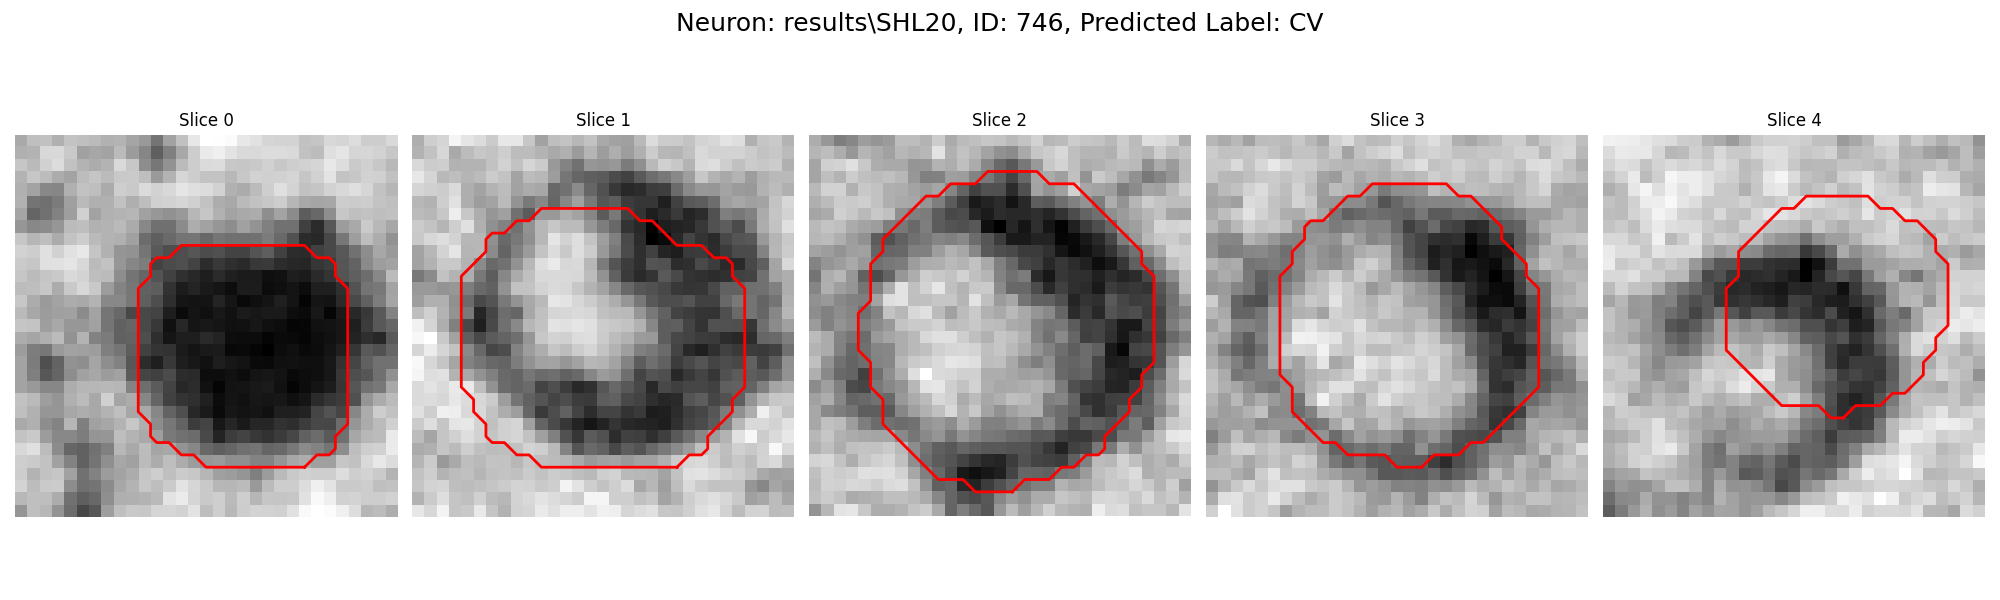 Neuron: results\SHL20, ID: 746, Predicted Label: CV
Slice 0
Slice 1
Slice 2
Slice 3
Slice 4